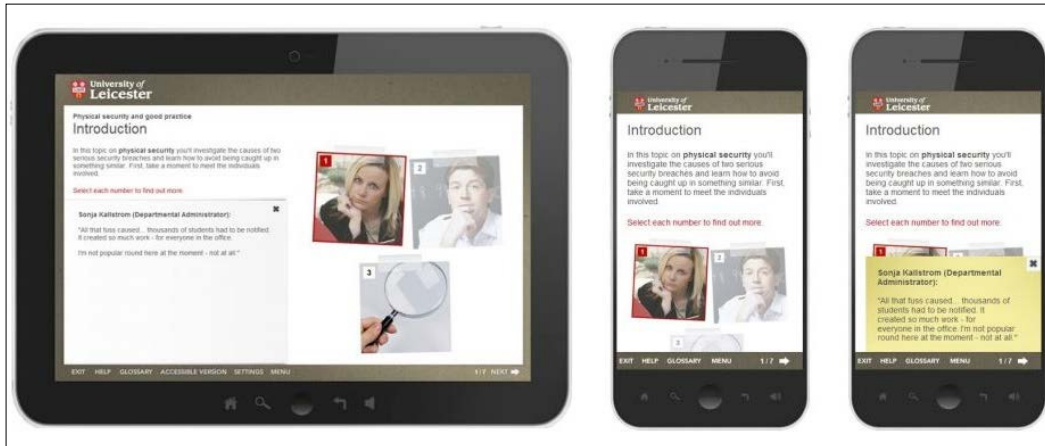 University of
Leicester
Physical security and good practice
Introduction
In this topic on physical security you'll investigate the causes of two
serious security breaches and learn how to avoid being caught up in
something similar. First, take a moment to meet the individuals
involved.
Select each number to find out more.
Sonja Kallstrom (Departmental Administrator):
"All that fuss caused... thousands of students had to be notified.
It created so much work - for everyone in the office.
I'm not popular round here at the moment - not at all."
1
2
3
EXIT HELP GLOSSARY ACCESSIBLE VERSION SETTINGS MENU
1/7 NEXT
University of
Leicester
Introduction
In this topic on physical security you'll
investigate the causes of two serious
security breaches and learn how to avoid
being caught up in something similar. First,
take a moment to meet the individuals
involved.
Select each number to find out more.
1
2
3
EXIT HELP GLOSSARY MENU 1/7
University of
Leicester
Introduction
In this topic on physical security you'll
investigate the causes of two serious
security breaches and learn how to avoid
being caught up in something similar. First,
take a moment to meet the individuals
involved.
Select each number to find out more.
1
2
Sonja Kallstrom (Departmental
Administrator):
"All that fuss caused... thousands of
students had to be notified. It
created so much work - for
everyone in the office. I'm not popular
round here at the moment - not at all."
EXIT HELP GLOSSARY MENU 1/7